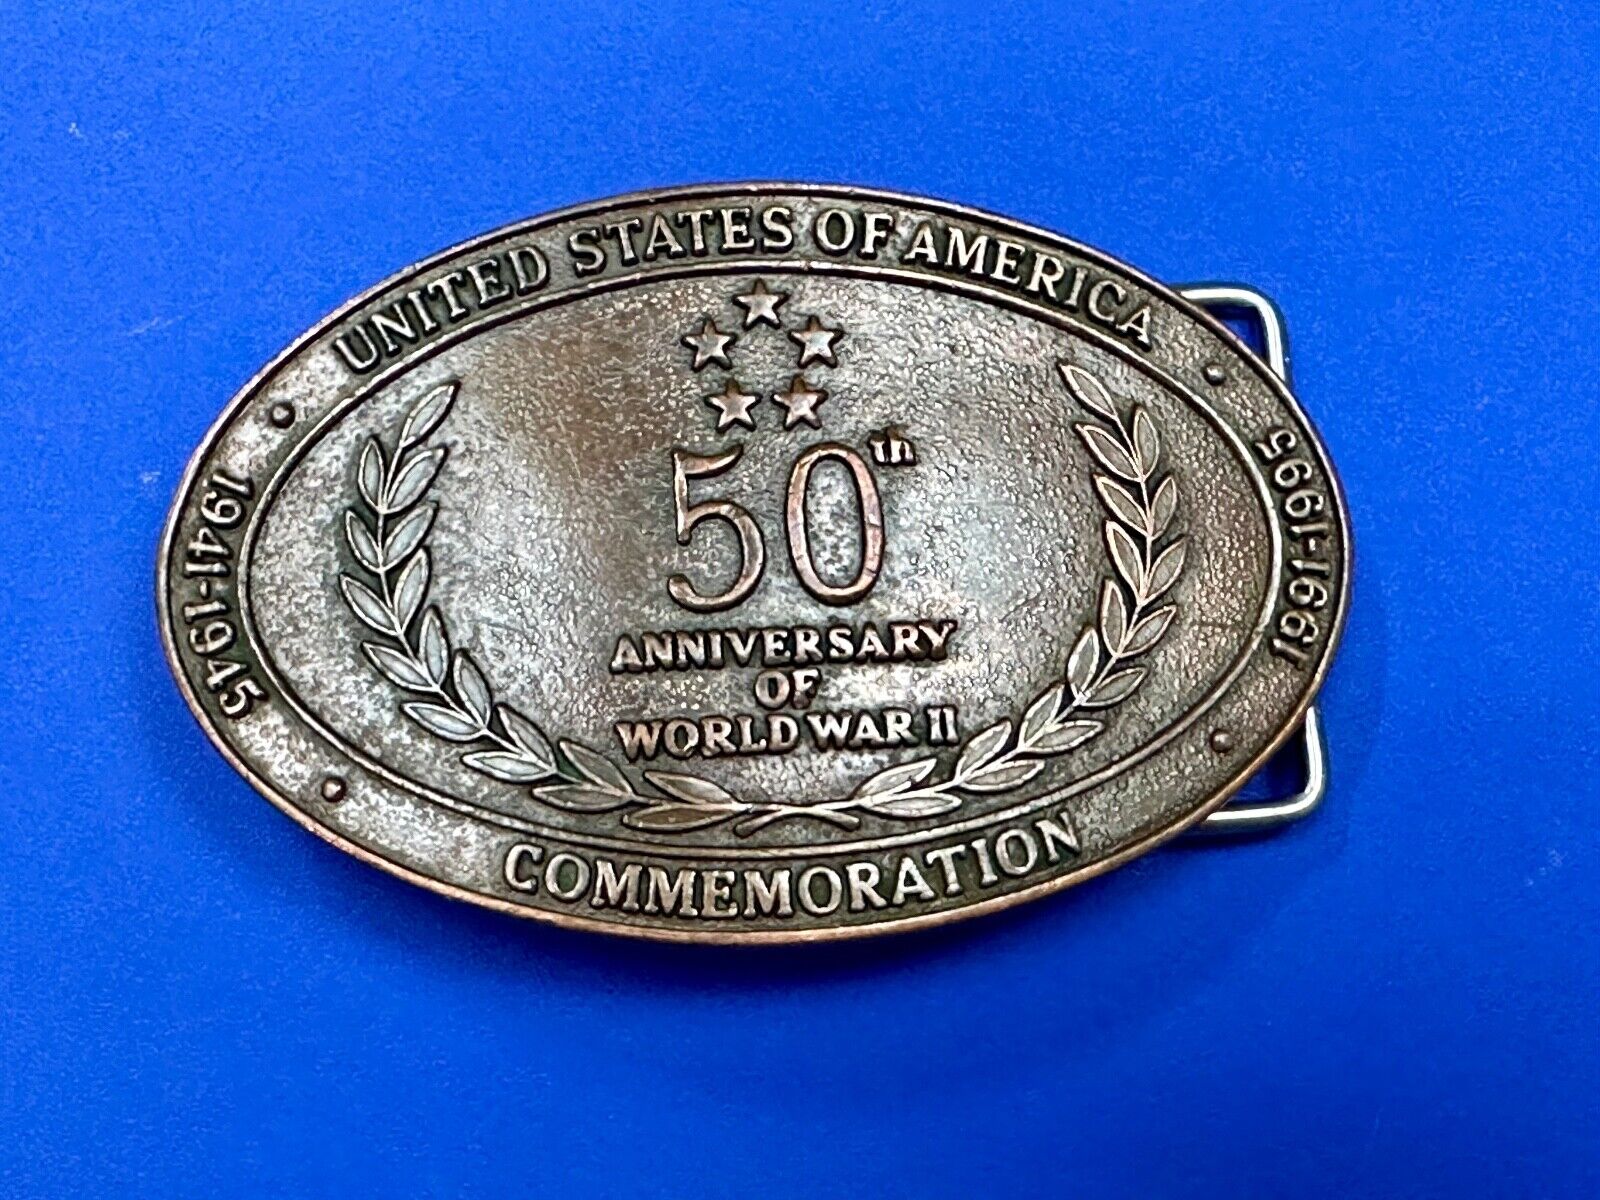 UNITED STATES OF AMERICA
1941-1945
1991-1995
50th
ANNIVERSARY
OF
WORLD WAR II
COMMEMORATION